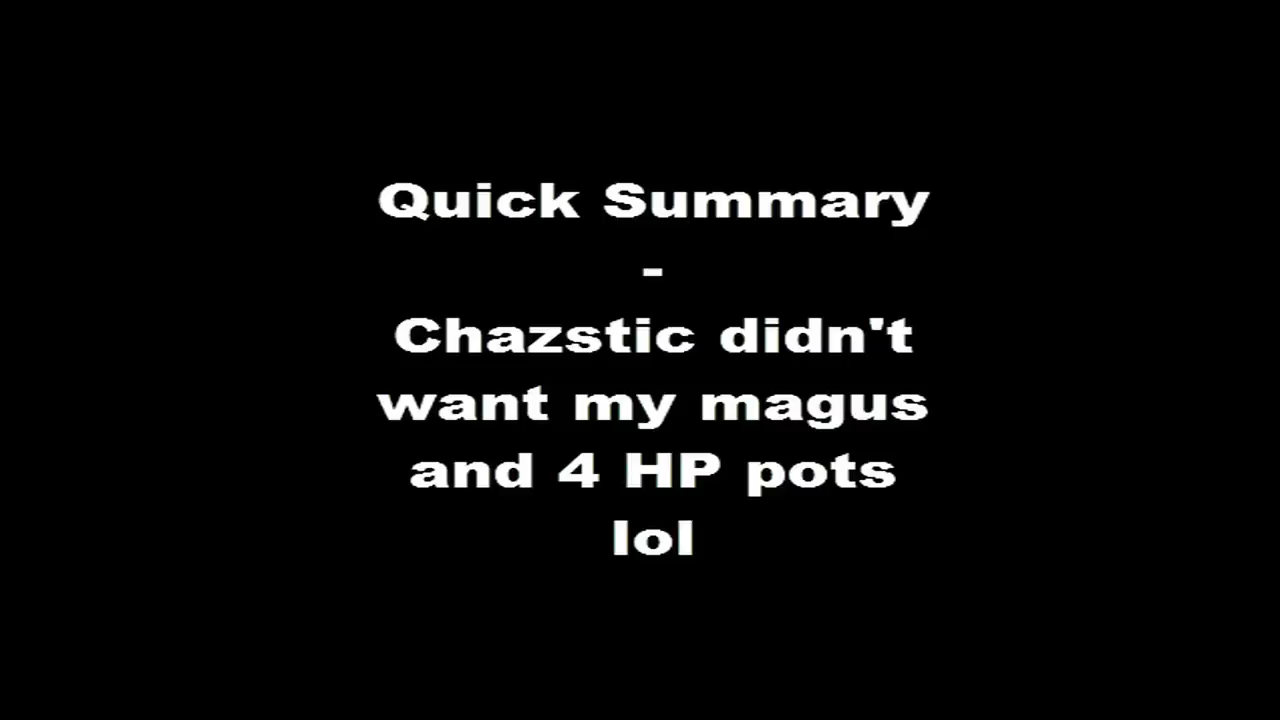 Quick Summary
-
Chazstic didn't
want my magus
and 4 HP pots
lol